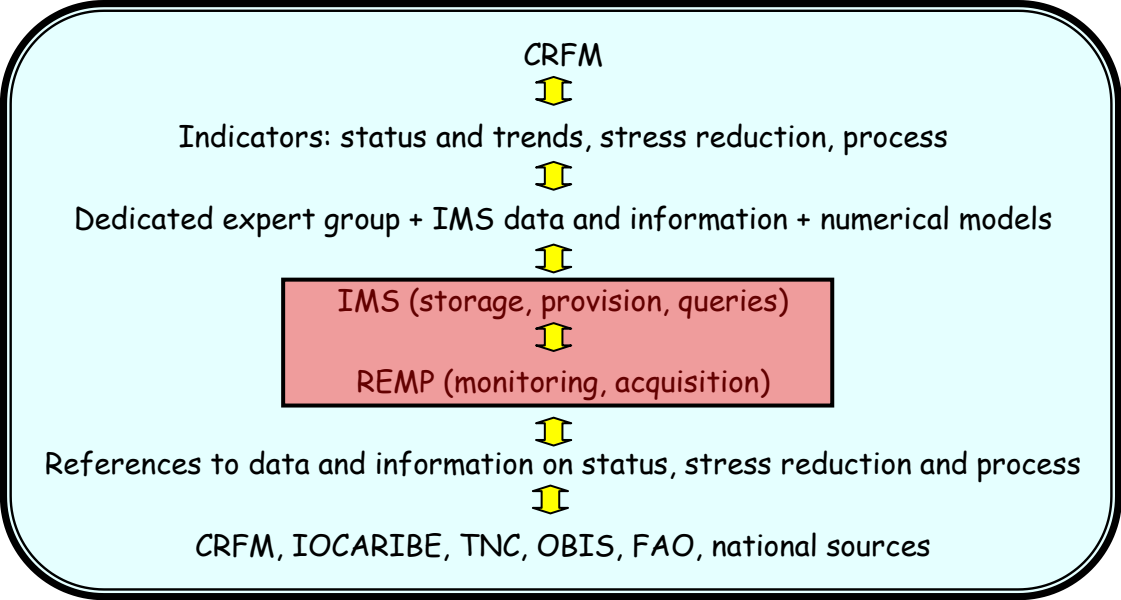 CRFM
Indicators: status and trends, stress reduction, process
Dedicated expert group + IMS data and information + numerical models
IMS (storage, provision, queries)
REMP (monitoring, acquisition)
References to data and information on status, stress reduction and process
CRFM, IOCARIBE, TNC, OBIS, FAO, national sources